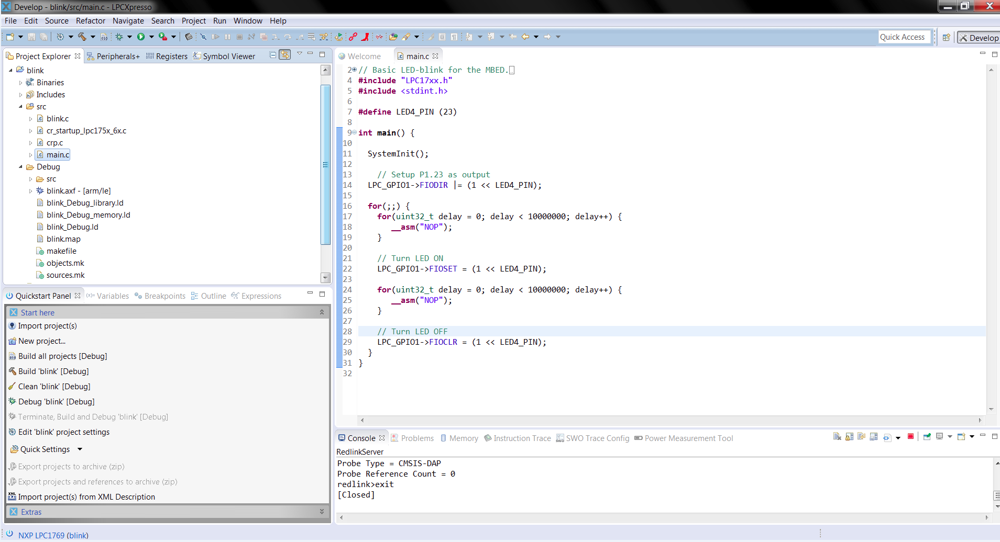 Develop - blink/src/main.c - LPCXpresso
File Edit Source Refactor Navigate Search Project Run Window Help
Quick Access
Develop
Project Explorer Peripherals+ Registers Symbol Viewer
blink
Binaries
Includes
src
blink.c
cr_startup_lpc175x_6x.c
crp.c
main.c
Debug
src
blink.axf - [arm/le]
blink_Debug_library.ld
blink_Debug_memory.ld
blink_Debug.ld
blink.map
makefile
objects.mk
sources.mk
Quickstart Panel (x)= Variables Breakpoints Outline Expressions
Start here
Import project(s)
New project...
Build all projects [Debug]
Build 'blink' [Debug]
Clean 'blink' [Debug]
Debug 'blink' [Debug]
Terminate, Build and Debug 'blink' [Debug]
Edit 'blink' project settings
Quick Settings
Export projects to archive (zip)
Export projects and references to archive (zip)
Import project(s) from XML Description
Extras
Welcome main.c
2 // Basic LED-blink for the MBED.
4 #include "LPC17xx.h"
5 #include <stdint.h>
6
7 #define LED4_PIN (23)
8
9 int main() {
10
11 SystemInit();
12
13 // Setup P1.23 as output
14 LPC_GPIO1->FIODIR |= (1 << LED4_PIN);
15
16 for(;;) {
17 for(uint32_t delay = 0; delay < 10000000; delay++) {
18 __asm("NOP");
19 }
20
21 // Turn LED ON
22 LPC_GPIO1->FIOSET = (1 << LED4_PIN);
23
24 for(uint32_t delay = 0; delay < 10000000; delay++) {
25 __asm("NOP");
26 }
27
28 // Turn LED OFF
29 LPC_GPIO1->FIOCLR = (1 << LED4_PIN);
30 }
31 }
32
Console Problems Memory Instruction Trace SWO Trace Config Power Measurement Tool
RedlinkServer
Probe Type = CMSIS-DAP
Probe Reference Count = 0
redlink>exit
[Closed]
NXP LPC1769 (blink)